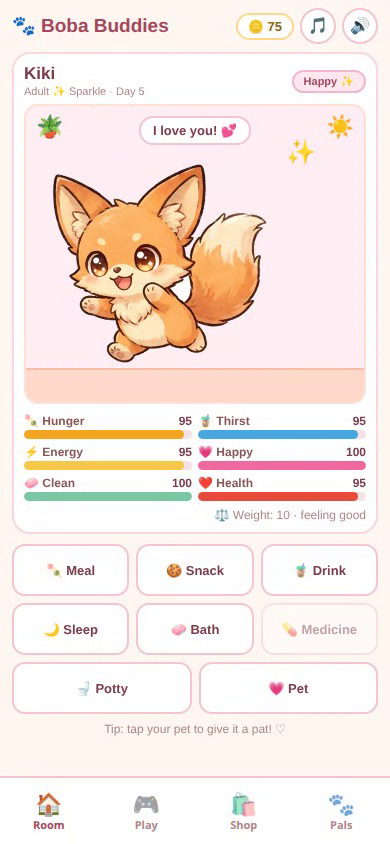 🐾 Boba Buddies
🪙 75
🎵
🔊
Kiki
Adult ✨ Sparkle · Day 5
Happy ✨
I love you! 💕
🍡 Hunger 95
🧋 Thirst 95
⚡ Energy 95
💗 Happy 100
🧼 Clean 100
❤️ Health 95
⚖️ Weight: 10 · feeling good
🍡 Meal
🍪 Snack
🧋 Drink
🌙 Sleep
🧼 Bath
💊 Medicine
🚽 Potty
💗 Pet
Tip: tap your pet to give it a pat! ♡
Room
Play
Shop
Pals